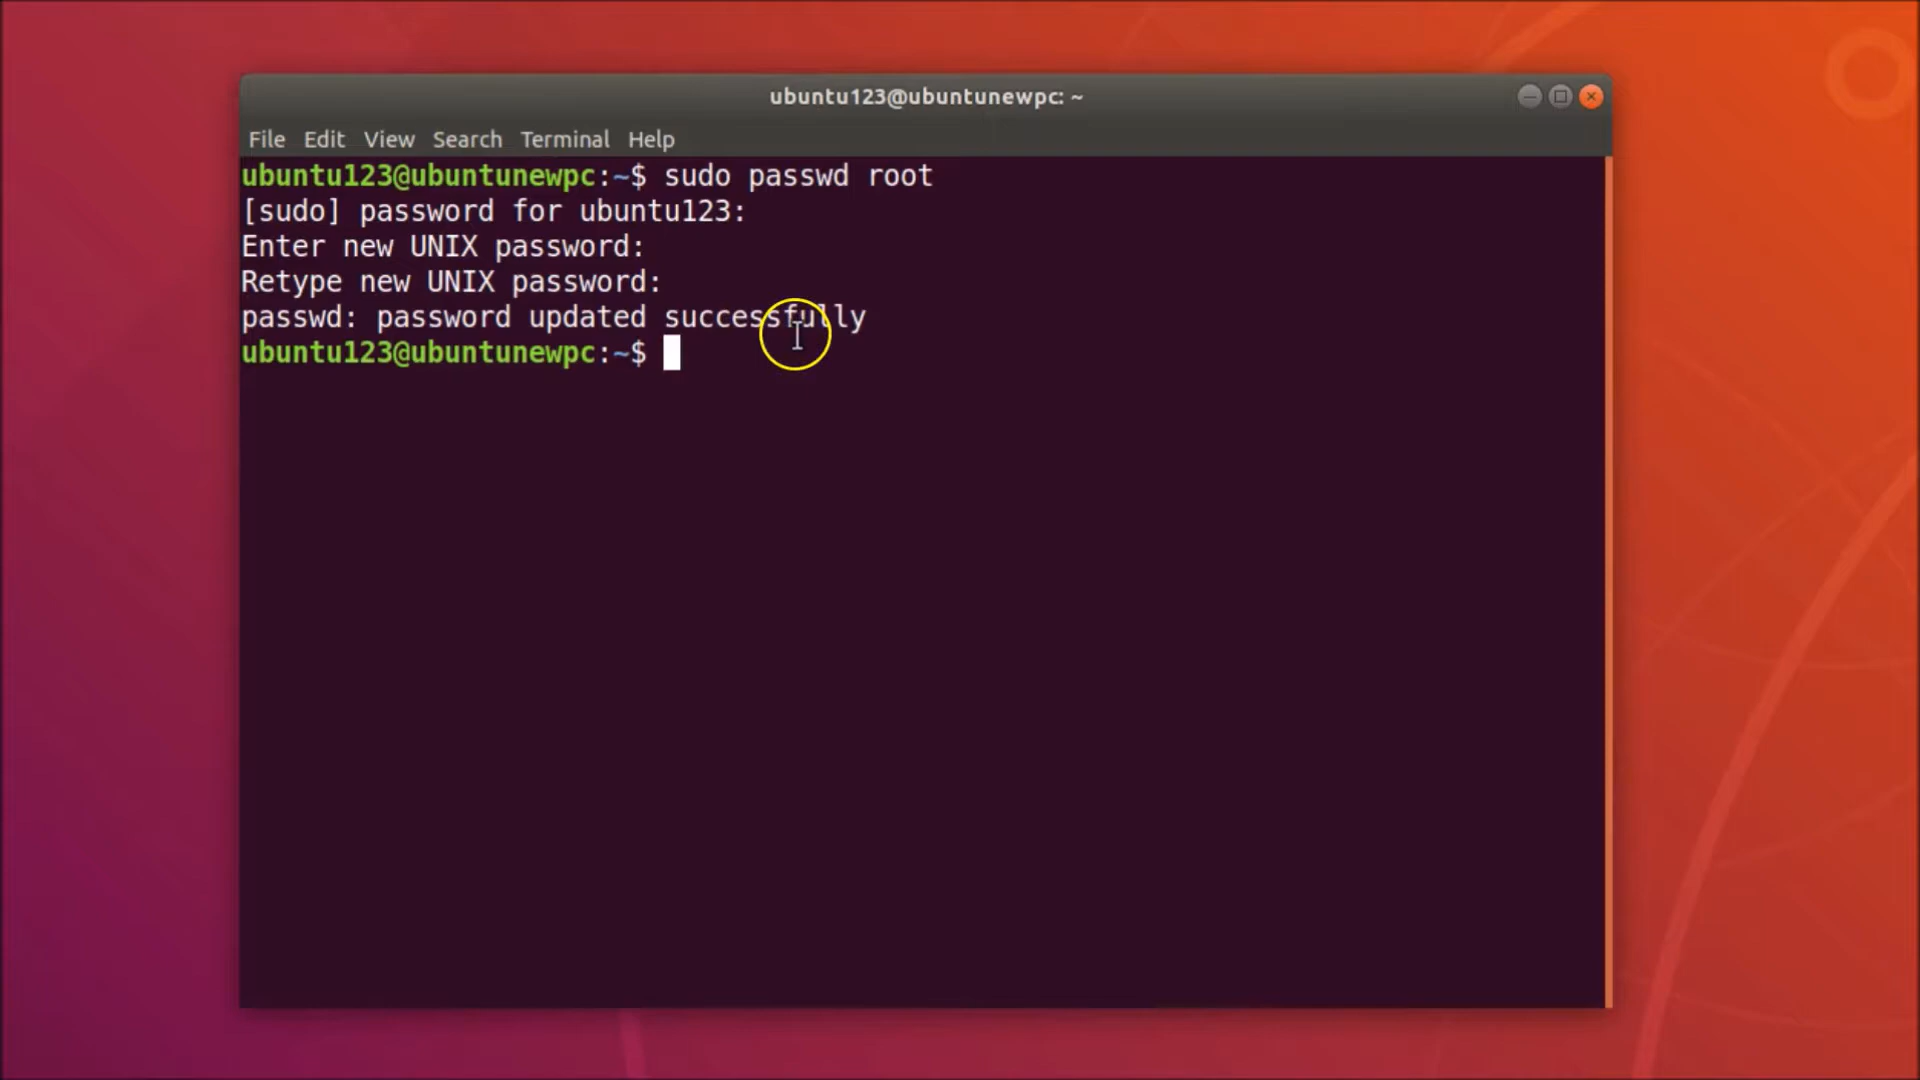 ubuntu123@ubuntunewpc: ~
File Edit View Search Terminal Help
ubuntu123@ubuntunewpc:~$ sudo passwd root
[sudo] password for ubuntu123:
Enter new UNIX password:
Retype new UNIX password:
passwd: password updated successfully
ubuntu123@ubuntunewpc:~$